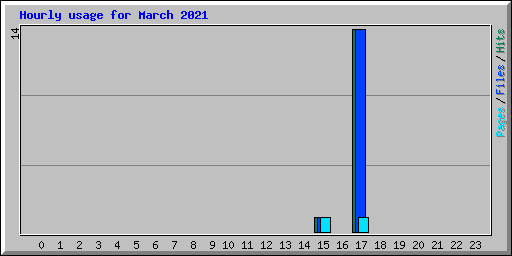 Hourly usage for March 2021
14
Pages/Files/Hits
0 1 2 3 4 5 6 7 8 9 10 11 12 13 14 15 16 17 18 19 20 21 22 23